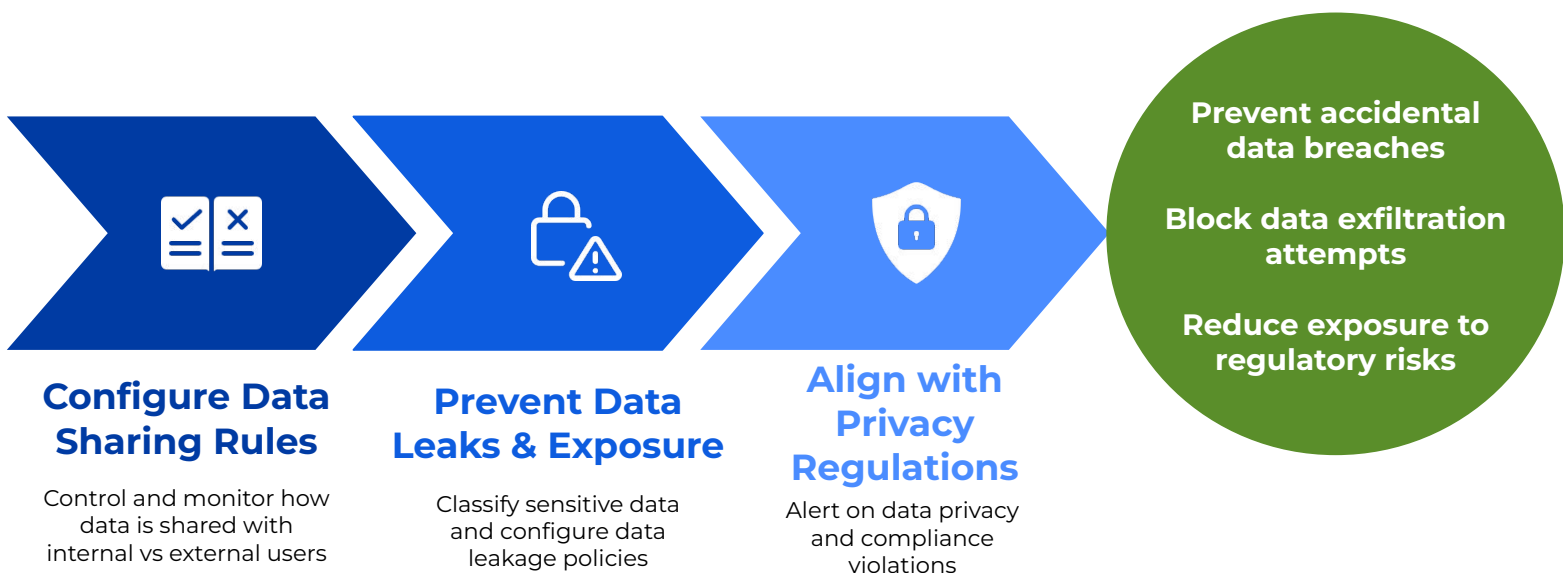 Configure Data
Sharing Rules
Control and monitor how
data is shared with
internal vs external users
Prevent Data
Leaks & Exposure
Classify sensitive data
and configure data
leakage policies
Align with
Privacy
Regulations
Alert on data privacy
and compliance
violations
Prevent accidental
data breaches
Block data exfiltration
attempts
Reduce exposure to
regulatory risks